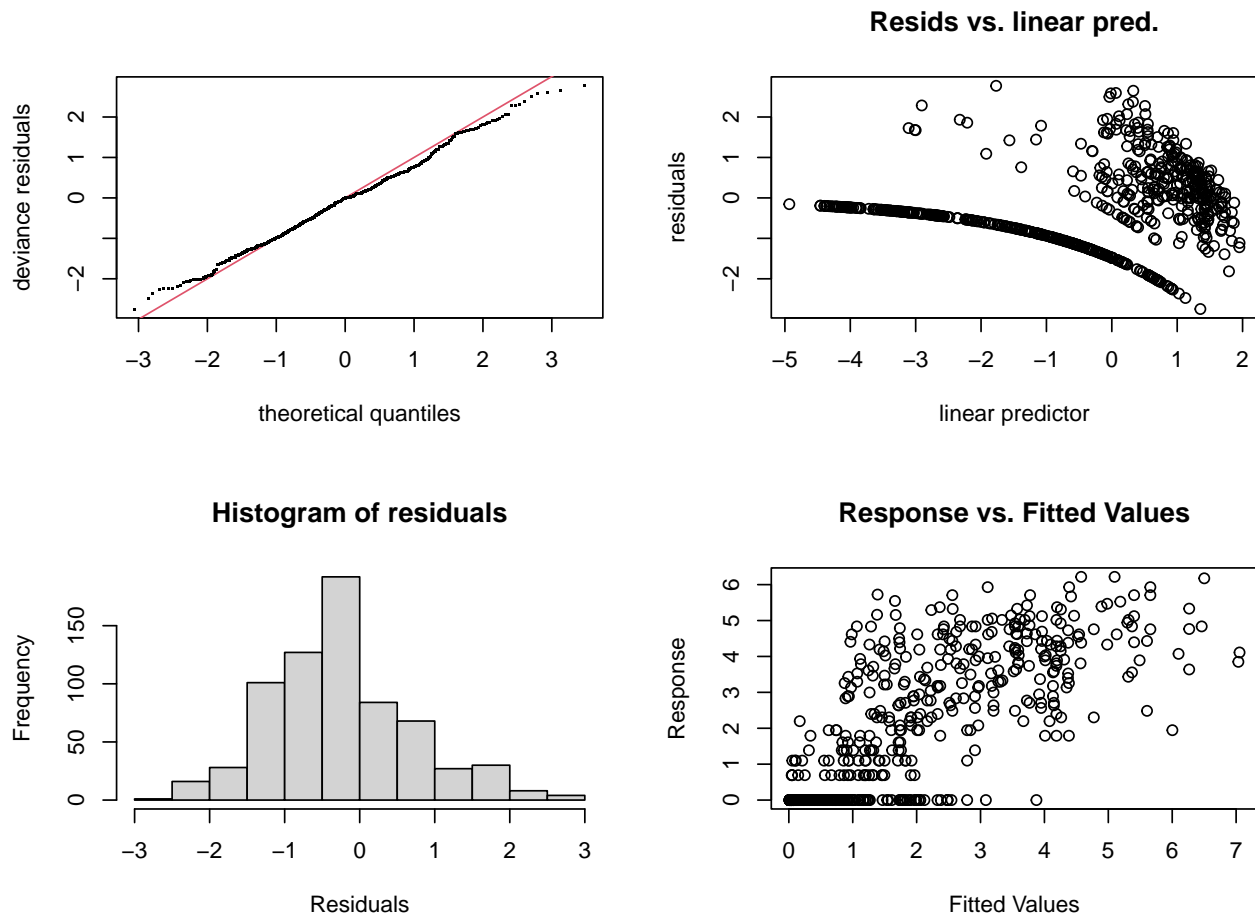 deviance residuals
2
1
0
−2
−3 −2 −1 0 1 2 3
theoretical quantiles
Resids vs. linear pred.
residuals
2
1
0
−2
−5 −4 −3 −2 −1 0 1 2
linear predictor
Histogram of residuals
Frequency
150
100
50
0
−3 −2 −1 0 1 2 3
Residuals
Response vs. Fitted Values
Response
6
5
4
3
2
1
0
0 1 2 3 4 5 6 7
Fitted Values